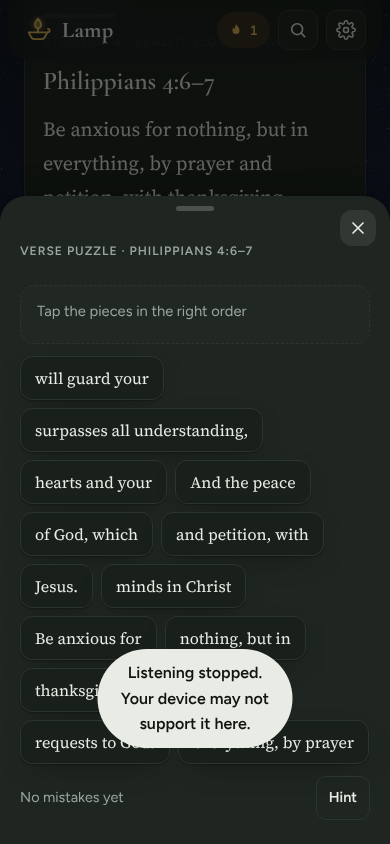 Lamp
1
Philippians 4:6–7
Be anxious for nothing, but in
everything, by prayer and
petition, with thanksgiving,
VERSE PUZZLE · PHILIPPIANS 4:6–7
Tap the pieces in the right order
will guard your
surpasses all understanding,
hearts and your
And the peace
of God, which
and petition, with
Jesus.
minds in Christ
Be anxious for
nothing, but in
Listening stopped.
Your device may not
support it here.
requests to
by prayer
No mistakes yet
Hint